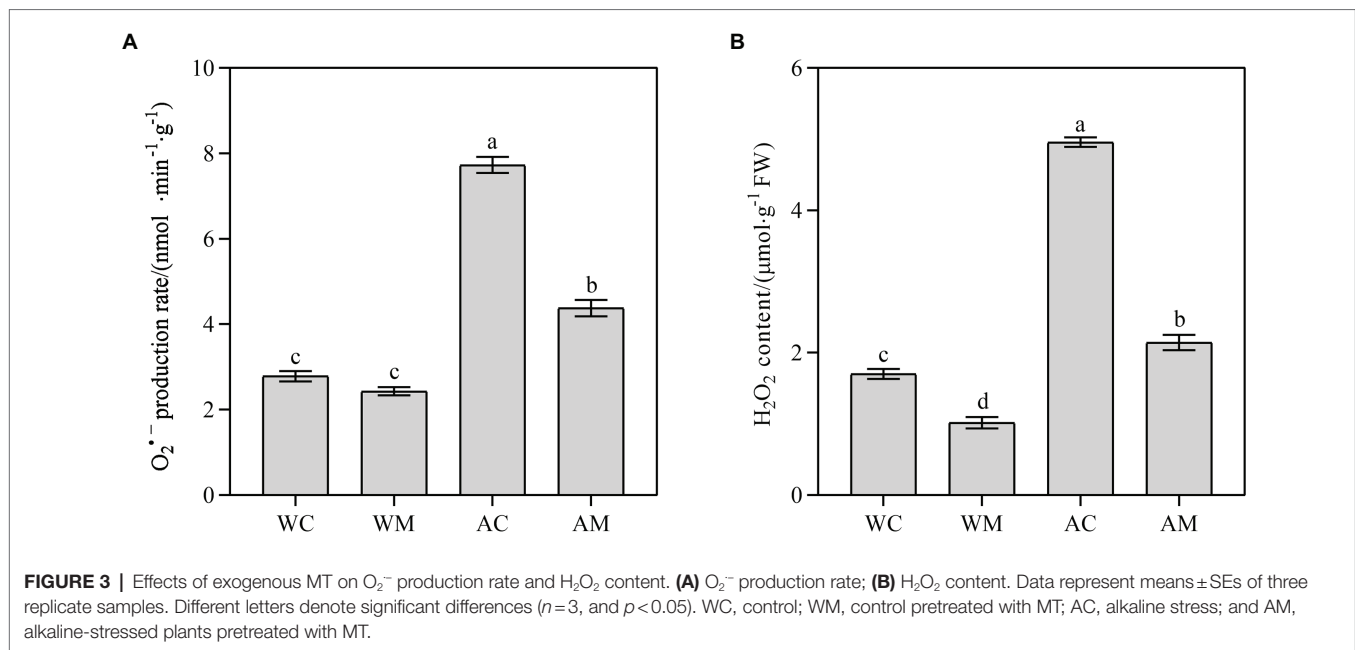 A
O₂•⁻ production rate/(nmol ·min⁻¹·g⁻¹)
10
8
6
4
2
0
c
c
a
b
WC WM AC AM
B
H₂O₂ content/(μmol·g⁻¹ FW)
6
4
2
0
c
d
a
b
WC WM AC AM
FIGURE 3 | Effects of exogenous MT on O₂·⁻ production rate and H₂O₂ content. (A) O₂·⁻ production rate; (B) H₂O₂ content. Data represent means±SEs of three
replicate samples. Different letters denote significant differences (n=3, and p<0.05). WC, control; WM, control pretreated with MT; AC, alkaline stress; and AM,
alkaline-stressed plants pretreated with MT.